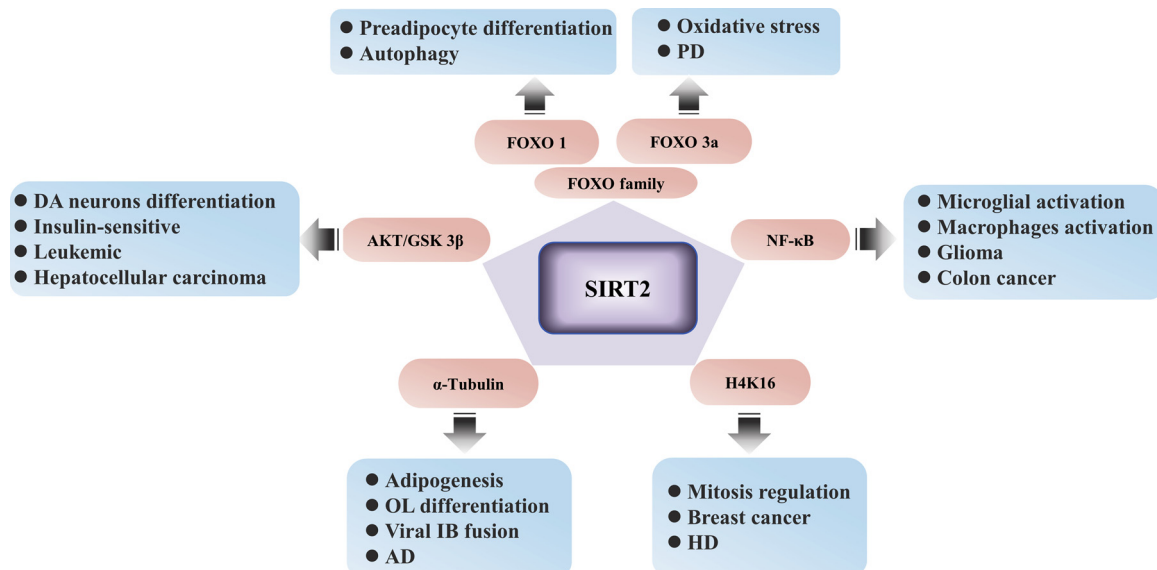 ● Preadipocyte differentiation
● Autophagy
● Oxidative stress
● PD
FOXO 1
FOXO 3a
FOXO family
● DA neurons differentiation
● Insulin-sensitive
● Leukemic
● Hepatocellular carcinoma
AKT/GSK 3β
SIRT2
NF-κB
● Microglial activation
● Macrophages activation
● Glioma
● Colon cancer
α-Tubulin
H4K16
● Adipogenesis
● OL differentiation
● Viral IB fusion
● AD
● Mitosis regulation
● Breast cancer
● HD